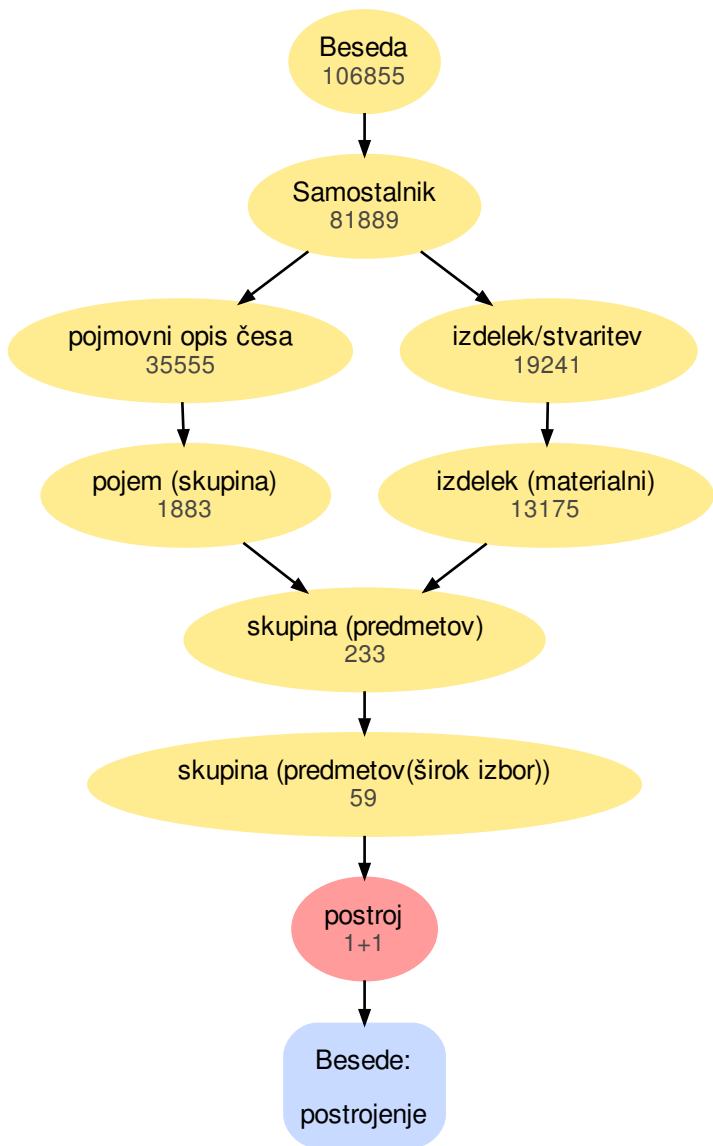 Beseda
106855
Samostalnik
81889
pojmovni opis česa
35555
izdelek/stvaritev
19241
pojem (skupina)
1883
izdelek (materialni)
13175
skupina (predmetov)
233
skupina (predmetov(širok izbor))
59
postroj
1+1
Besede:
postrojenje